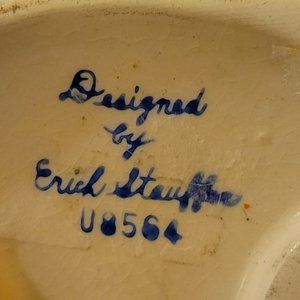 Designed
by
Erich Stauffer
U8564